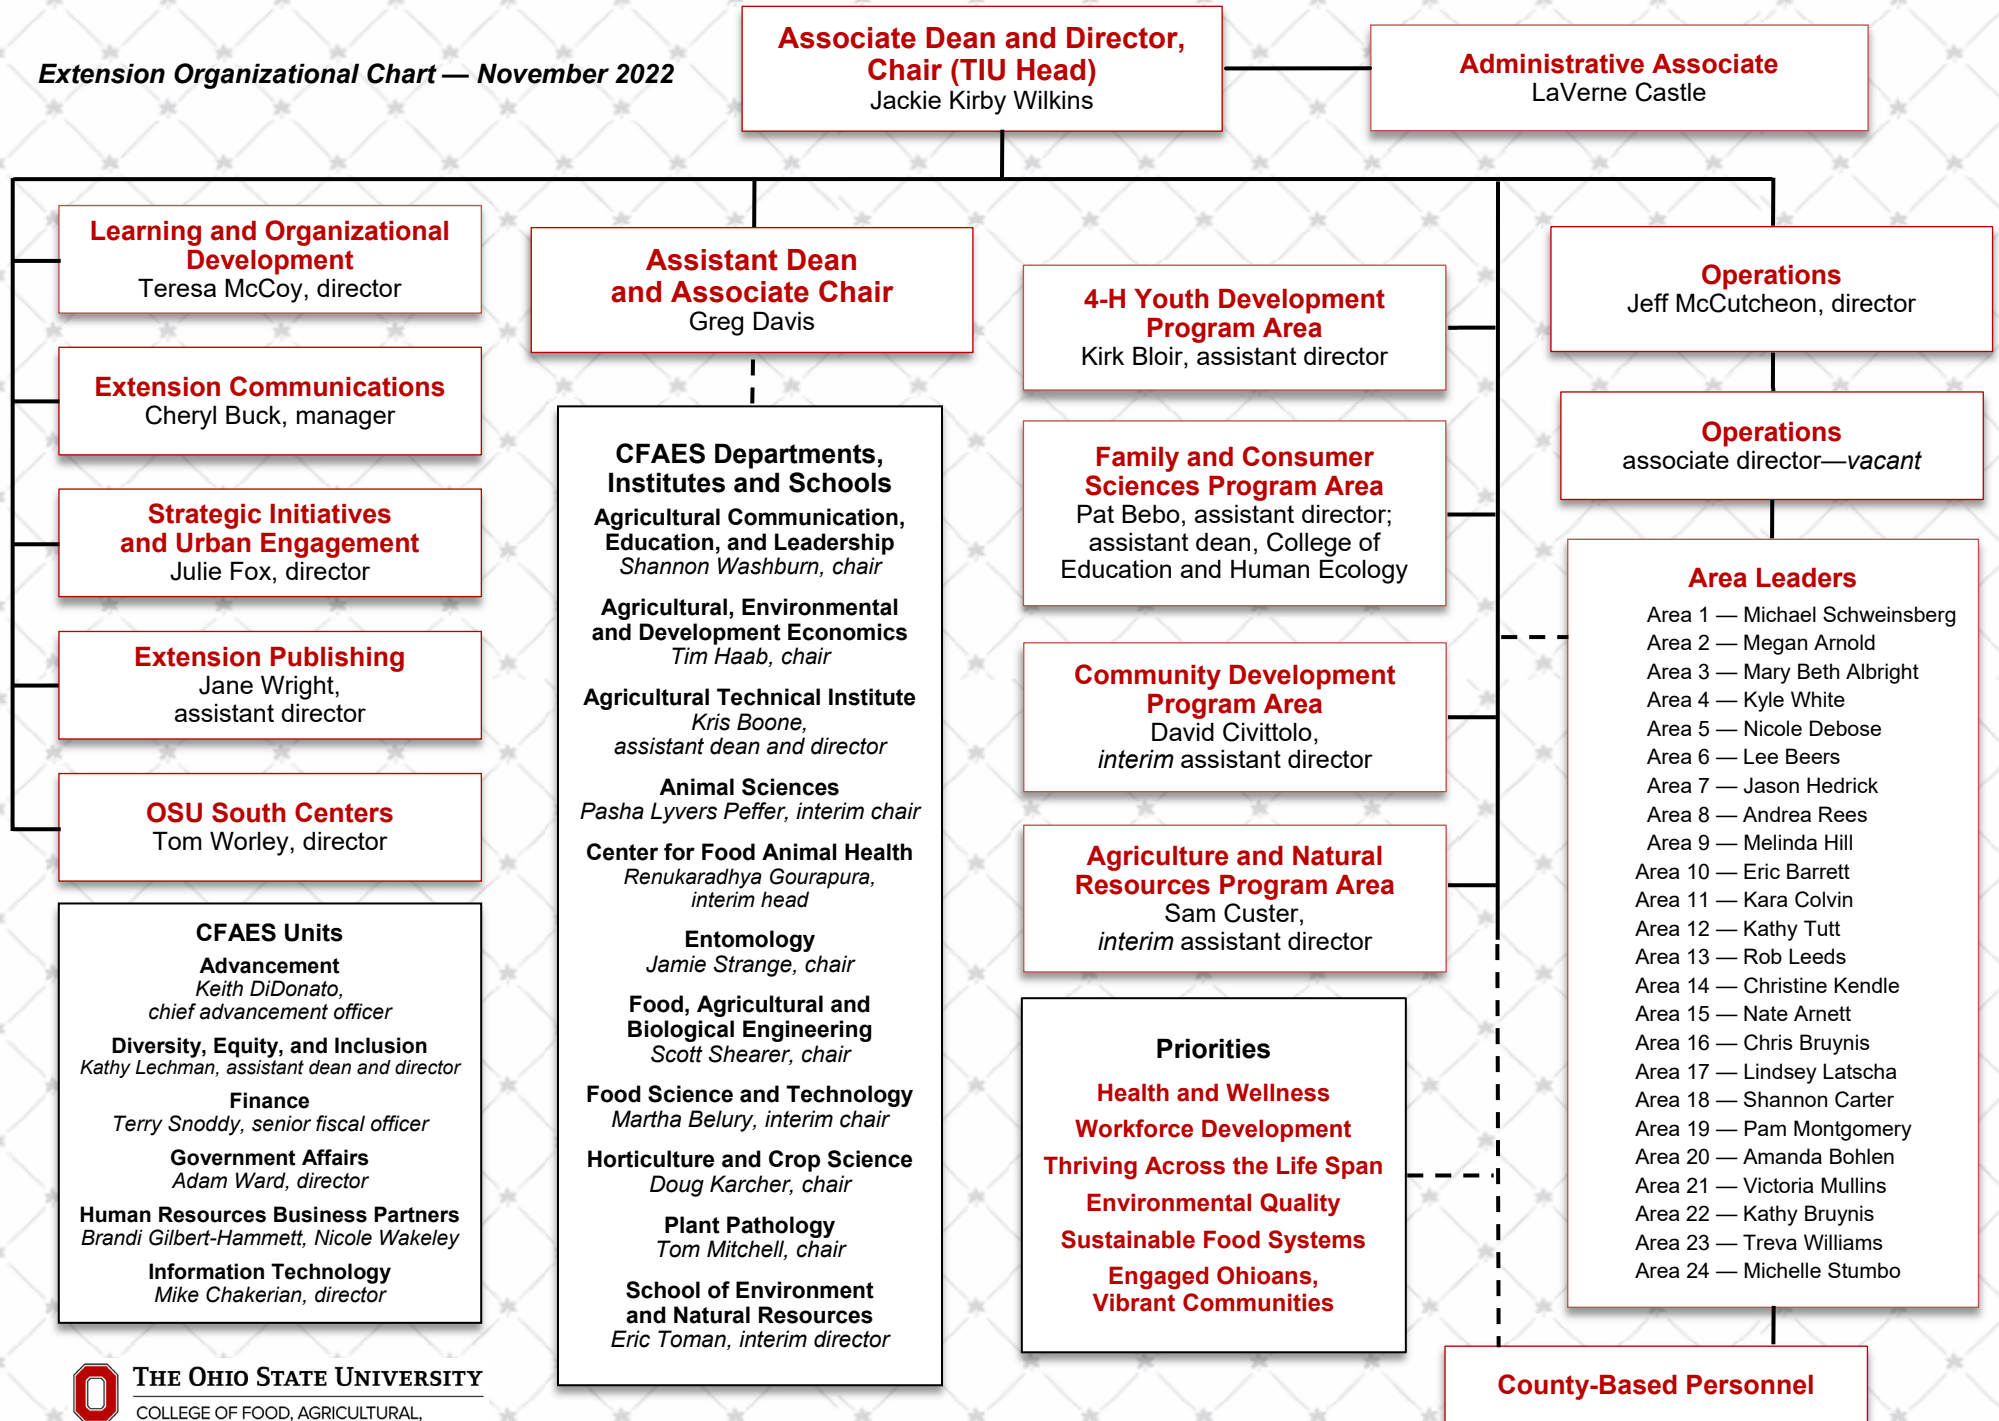 Extension Organizational Chart — November 2022
Associate Dean and Director,
Chair (TIU Head)
Jackie Kirby Wilkins
Administrative Associate
LaVerne Castle
Learning and Organizational
Development
Teresa McCoy, director
Extension Communications
Cheryl Buck, manager
Strategic Initiatives
and Urban Engagement
Julie Fox, director
Extension Publishing
Jane Wright,
assistant director
OSU South Centers
Tom Worley, director
CFAES Units
Advancement
Keith DiDonato,
chief advancement officer
Diversity, Equity, and Inclusion
Kathy Lechman, assistant dean and director
Finance
Terry Snoddy, senior fiscal officer
Government Affairs
Adam Ward, director
Human Resources Business Partners
Brandi Gilbert-Hammett, Nicole Wakeley
Information Technology
Mike Chakerian, director
Assistant Dean
and Associate Chair
Greg Davis
CFAES Departments,
Institutes and Schools
Agricultural Communication,
Education, and Leadership
Shannon Washburn, chair
Agricultural, Environmental
and Development Economics
Tim Haab, chair
Agricultural Technical Institute
Kris Boone,
assistant dean and director
Animal Sciences
Pasha Lyvers Peffer, interim chair
Center for Food Animal Health
Renukaradhya Gourapura,
interim head
Entomology
Jamie Strange, chair
Food, Agricultural and
Biological Engineering
Scott Shearer, chair
Food Science and Technology
Martha Belury, interim chair
Horticulture and Crop Science
Doug Karcher, chair
Plant Pathology
Tom Mitchell, chair
School of Environment
and Natural Resources
Eric Toman, interim director
4-H Youth Development
Program Area
Kirk Bloir, assistant director
Family and Consumer
Sciences Program Area
Pat Bebo, assistant director;
assistant dean, College of
Education and Human Ecology
Community Development
Program Area
David Civittolo,
interim assistant director
Agriculture and Natural
Resources Program Area
Sam Custer,
interim assistant director
Priorities
Health and Wellness
Workforce Development
Thriving Across the Life Span
Environmental Quality
Sustainable Food Systems
Engaged Ohioans,
Vibrant Communities
Operations
Jeff McCutcheon, director
Operations
associate director—vacant
Area Leaders
Area 1 — Michael Schweinsberg
Area 2 — Megan Arnold
Area 3 — Mary Beth Albright
Area 4 — Kyle White
Area 5 — Nicole Debose
Area 6 — Lee Beers
Area 7 — Jason Hedrick
Area 8 — Andrea Rees
Area 9 — Melinda Hill
Area 10 — Eric Barrett
Area 11 — Kara Colvin
Area 12 — Kathy Tutt
Area 13 — Rob Leeds
Area 14 — Christine Kendle
Area 15 — Nate Arnett
Area 16 — Chris Bruynis
Area 17 — Lindsey Latscha
Area 18 — Shannon Carter
Area 19 — Pam Montgomery
Area 20 — Amanda Bohlen
Area 21 — Victoria Mullins
Area 22 — Kathy Bruynis
Area 23 — Treva Williams
Area 24 — Michelle Stumbo
County-Based Personnel
THE OHIO STATE UNIVERSITY
COLLEGE OF FOOD, AGRICULTURAL,